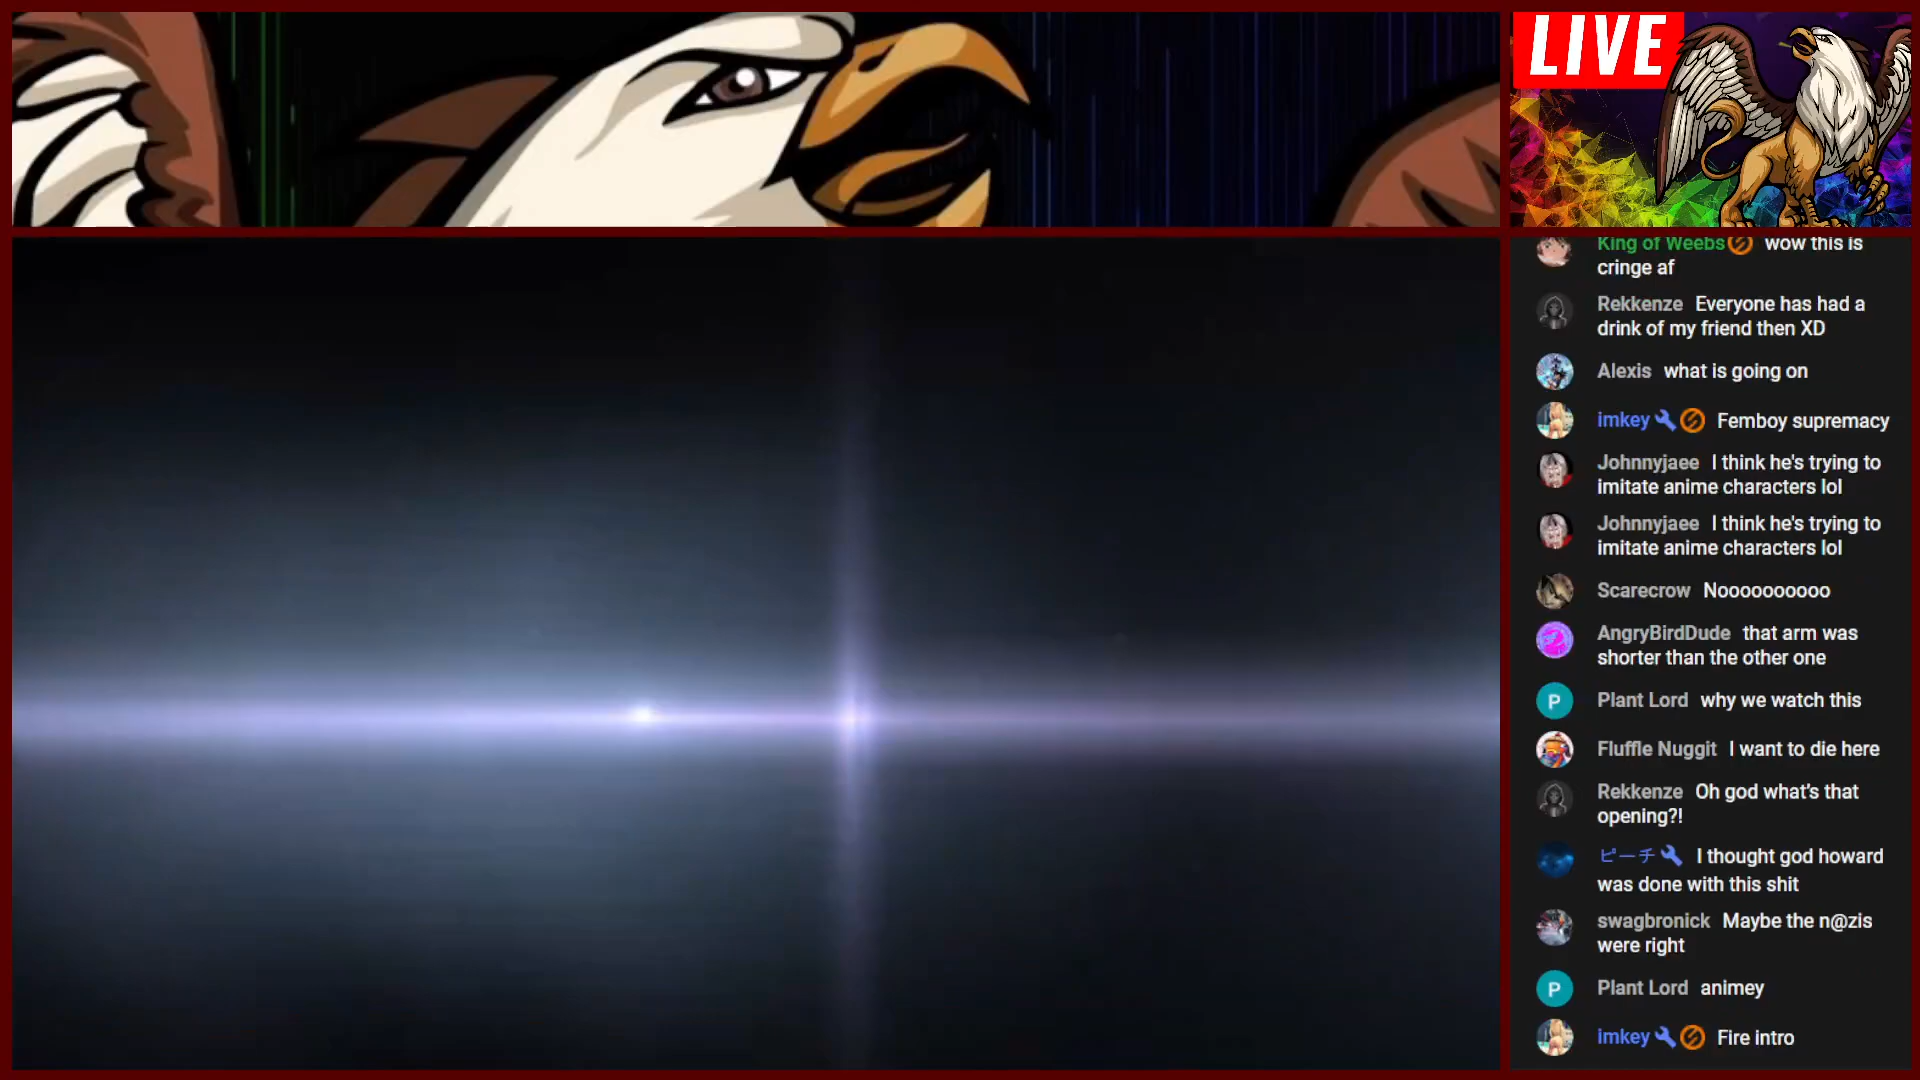 LIVE
King of Weebs wow this is
cringe af
Rekkenze Everyone has had a
drink of my friend then XD
Alexis what is going on
imkey Femboy supremacy
Johnnyjaee I think he's trying to
imitate anime characters lol
Johnnyjaee I think he's trying to
imitate anime characters lol
Scarecrow Noooooooooo
AngryBirdDude that arm was
shorter than the other one
P Plant Lord why we watch this
Fluffle Nuggit I want to die here
Rekkenze Oh god what's that
opening?!
ピーチ I thought god howard
was done with this shit
swagbronick Maybe the n@zis
were right
P Plant Lord animey
imkey Fire intro